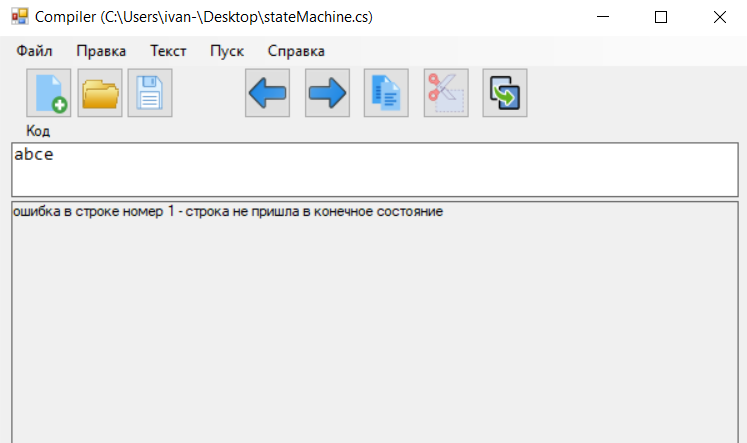 Compiler (C:\Users\ivan-\Desktop\stateMachine.cs)
Файл Правка Текст Пуск Справка
Код
abce
ошибка в строке номер 1 - строка не пришла в конечное состояние